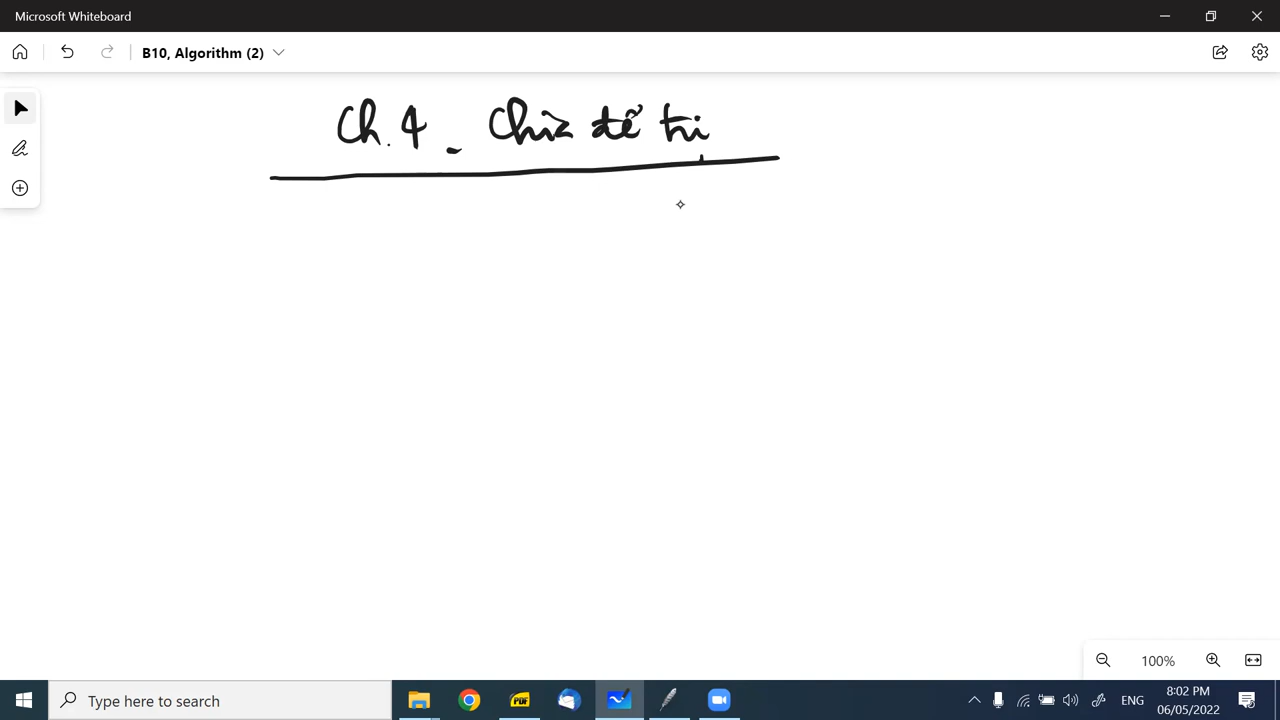 Microsoft Whiteboard
B10, Algorithm (2)
Ch. 4 - Chia để trị
100%
Type here to search
PDF
ENG
8:02 PM
06/05/2022